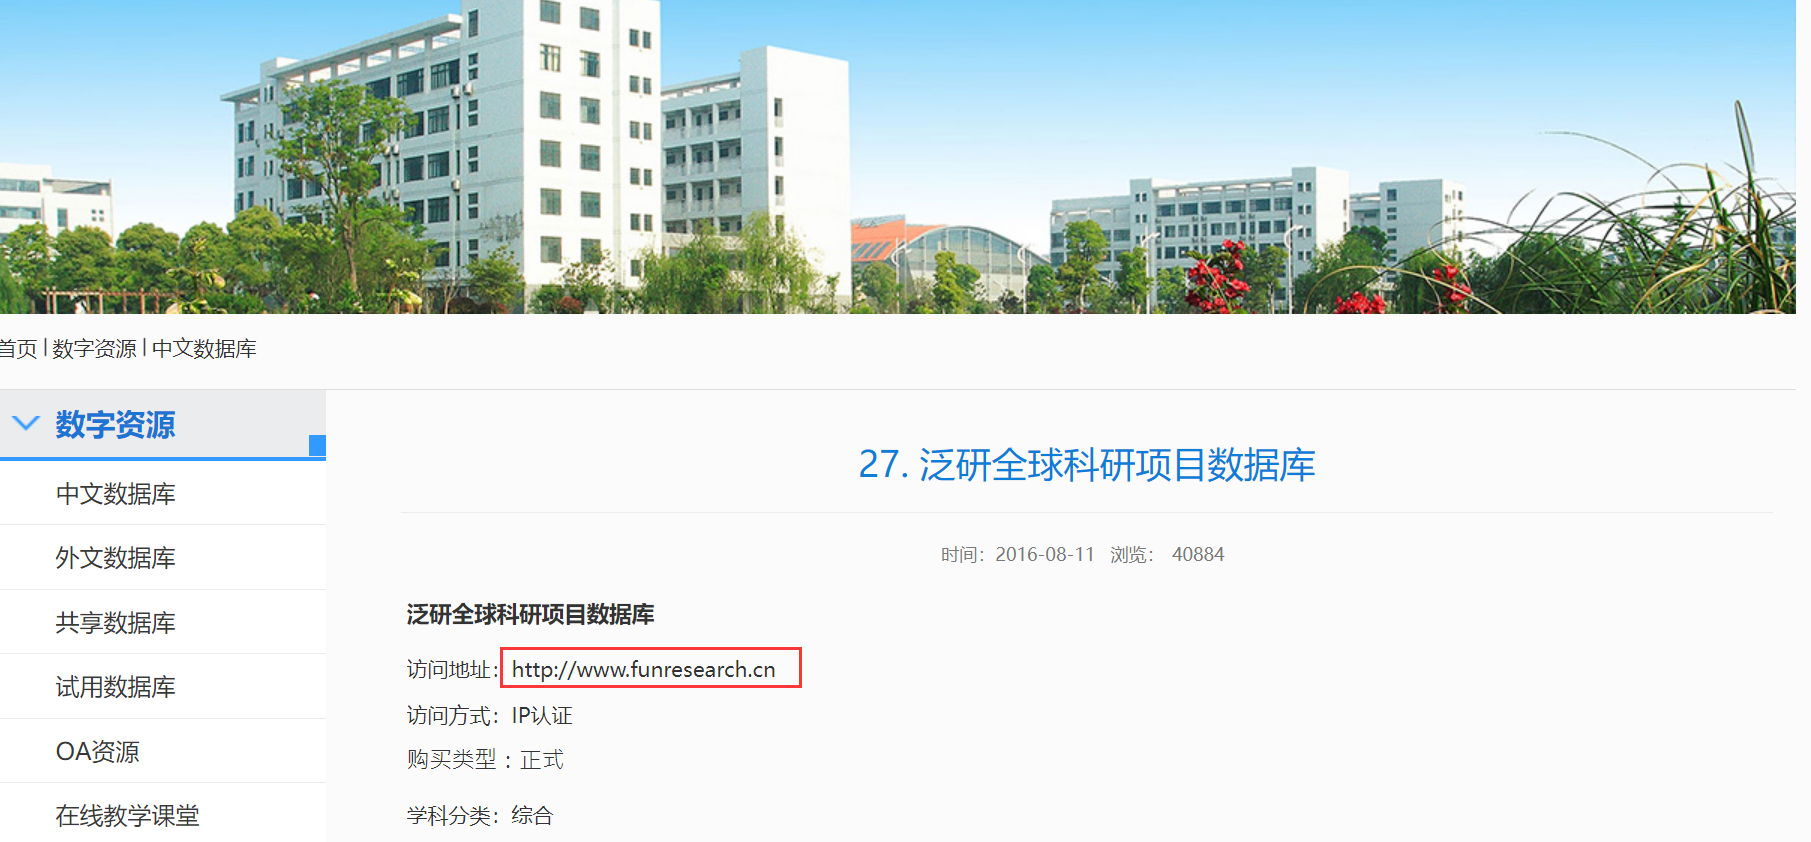 首页 | 数字资源 | 中文数据库
数字资源
中文数据库
外文数据库
共享数据库
试用数据库
OA资源
在线教学课堂
27. 泛研全球科研项目数据库
时间：2016-08-11 浏览： 40884
泛研全球科研项目数据库
访问地址：http://www.funresearch.cn
访问方式：IP认证
购买类型：正式
学科分类：综合